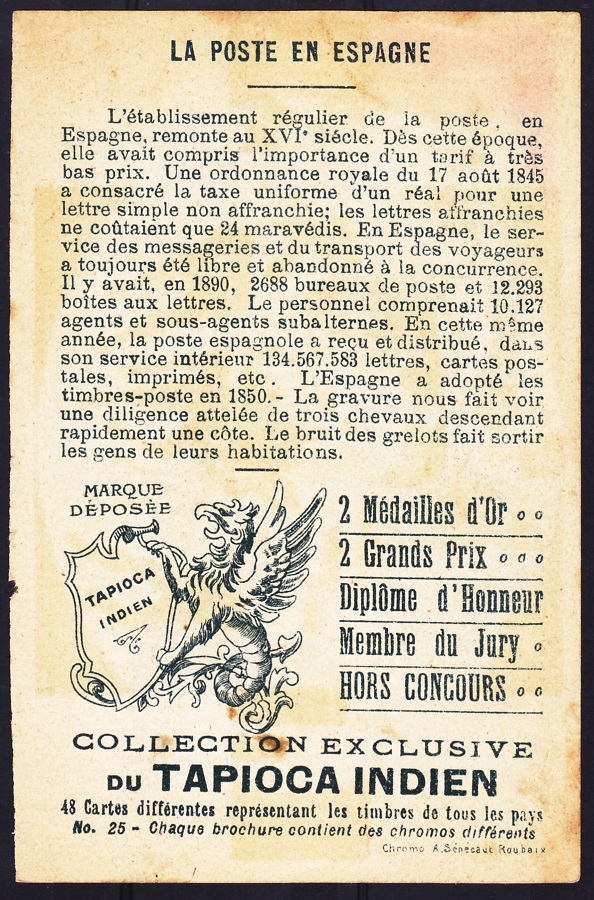 LA POSTE EN ESPAGNE
L'établissement régulier de la poste, en
Espagne, remonte au XVIe siécle. Dès cette époque,
elle avait compris l'importance d'un tarif à très
bas prix. Une ordonnance royale du 17 août 1845
a consacré la taxe uniforme d'un réal pour une
lettre simple non affranchie; les lettres affranchies
ne coûtaient que 24 maravédis. En Espagne, le ser-
vice des messageries et du transport des voyageurs
a toujours été libre et abandonné à la concurrence.
Il y avait, en 1890, 2688 bureaux de poste et 12.293
boîtes aux lettres. Le personnel comprenait 10.127
agents et sous-agents subalternes. En cette même
année, la poste espagnole a reçu et distribué, dans
son service intérieur 134.567.583 lettres, cartes pos-
tales, imprimés, etc. L'Espagne a adopté les
timbres-poste en 1850.- La gravure nous fait voir
une diligence attelée de trois chevaux descendant
rapidement une côte. Le bruit des grelots fait sortir
les gens de leurs habitations.
MARQUE
DÉPOSÉE
TAPIOCA
INDIEN
2 Médailles d'Or
2 Grands Prix
Diplôme d'Honneur
Membre du Jury
HORS CONCOURS
COLLECTION EXCLUSIVE
DU TAPIOCA INDIEN
48 Cartes différentes représentant les timbres de tous les pays
No. 25 - Chaque brochure contient des chromos différents
Chromo A. Sénécaut Roubaix